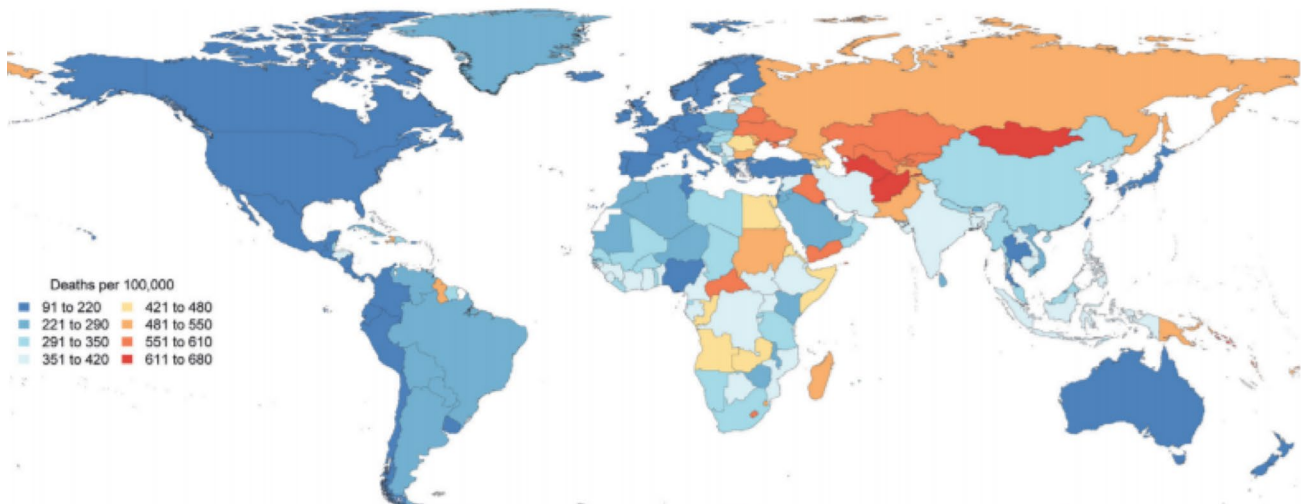 Deaths per 100,000
91 to 220 421 to 480
221 to 290 481 to 550
291 to 350 551 to 610
351 to 420 611 to 680